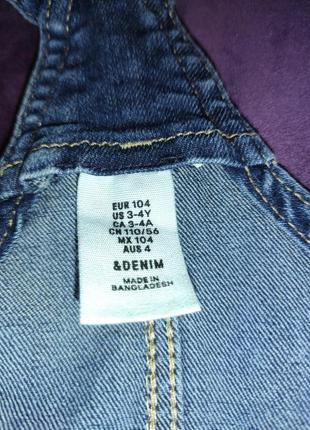 EUR 104
US 3-4Y
CA 3-4A
CN 110/56
MX 104
AUS 4
&DENIM
MADE IN
BANGLADESH